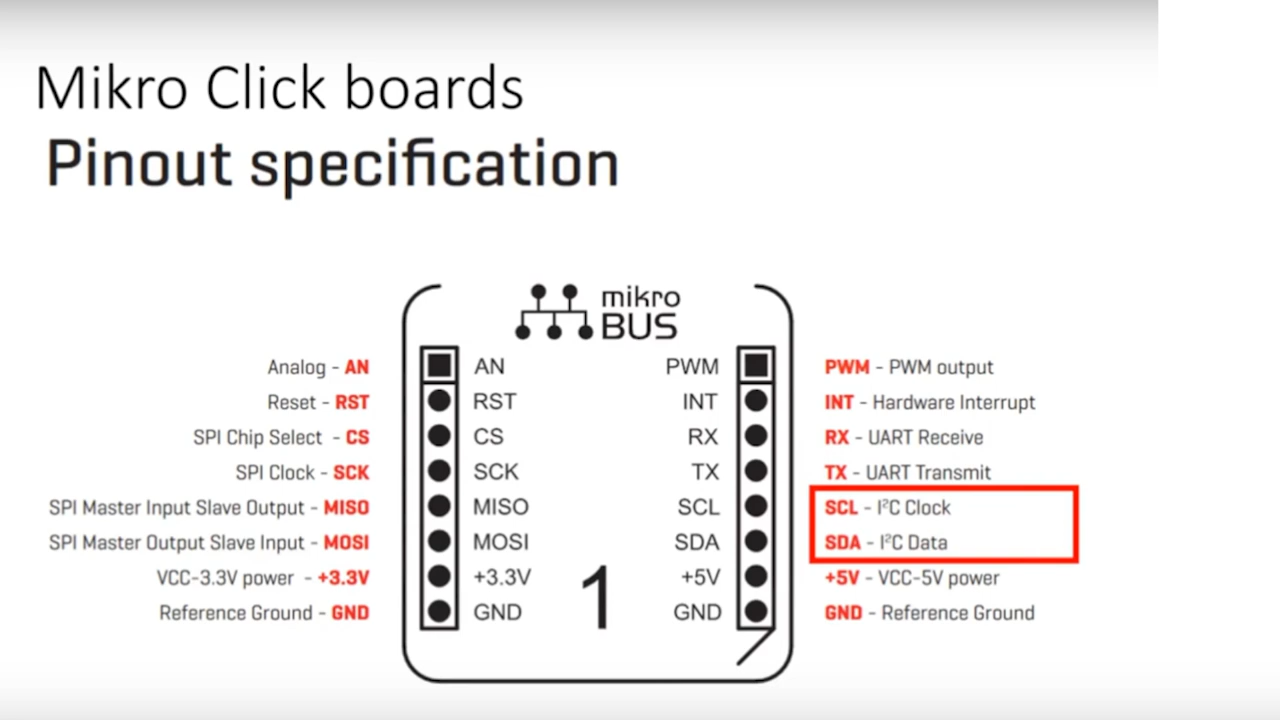 Mikro Click boards
Pinout specification
mikro
BUS
Analog - AN AN PWM PWM - PWM output
Reset - RST RST INT INT - Hardware Interrupt
SPI Chip Select - CS CS RX RX - UART Receive
SPI Clock - SCK SCK TX TX - UART Transmit
SPI Master Input Slave Output - MISO MISO SCL SCL - I²C Clock
SPI Master Output Slave Input - MOSI MOSI SDA SDA - I²C Data
VCC-3.3V power - +3.3V +3.3V +5V +5V - VCC-5V power
Reference Ground - GND GND GND GND - Reference Ground
1